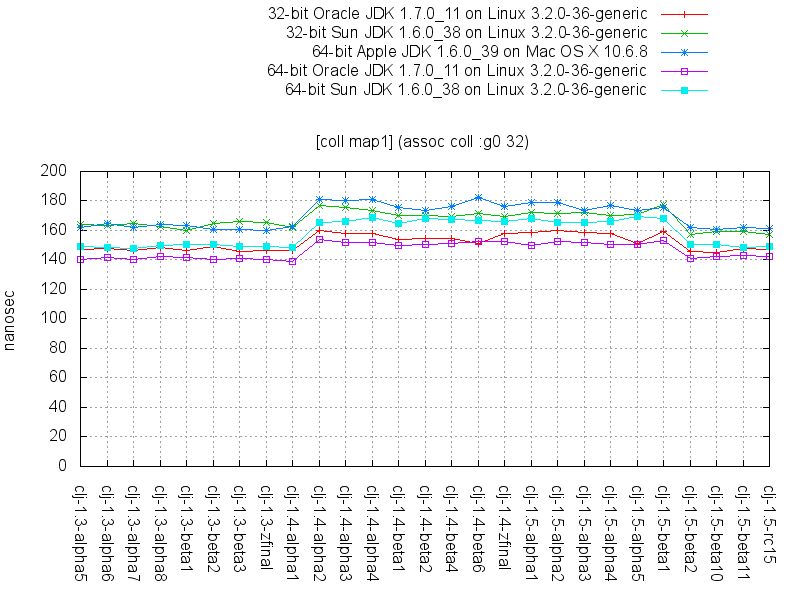 32-bit Oracle JDK 1.7.0_11 on Linux 3.2.0-36-generic
32-bit Sun JDK 1.6.0_38 on Linux 3.2.0-36-generic
64-bit Apple JDK 1.6.0_39 on Mac OS X 10.6.8
64-bit Oracle JDK 1.7.0_11 on Linux 3.2.0-36-generic
64-bit Sun JDK 1.6.0_38 on Linux 3.2.0-36-generic
[coll map1] (assoc coll :g0 32)
200
180
160
140
120
100
80
60
40
20
0
nanosec
clj-1.3-alpha5
clj-1.3-alpha6
clj-1.3-alpha7
clj-1.3-alpha8
clj-1.3-beta1
clj-1.3-beta2
clj-1.3-beta3
clj-1.3-zfinal
clj-1.4-alpha1
clj-1.4-alpha2
clj-1.4-alpha3
clj-1.4-alpha4
clj-1.4-beta1
clj-1.4-beta2
clj-1.4-beta4
clj-1.4-beta6
clj-1.4-zfinal
clj-1.5-alpha1
clj-1.5-alpha2
clj-1.5-alpha3
clj-1.5-alpha4
clj-1.5-alpha5
clj-1.5-beta1
clj-1.5-beta2
clj-1.5-beta10
clj-1.5-beta11
clj-1.5-rc15